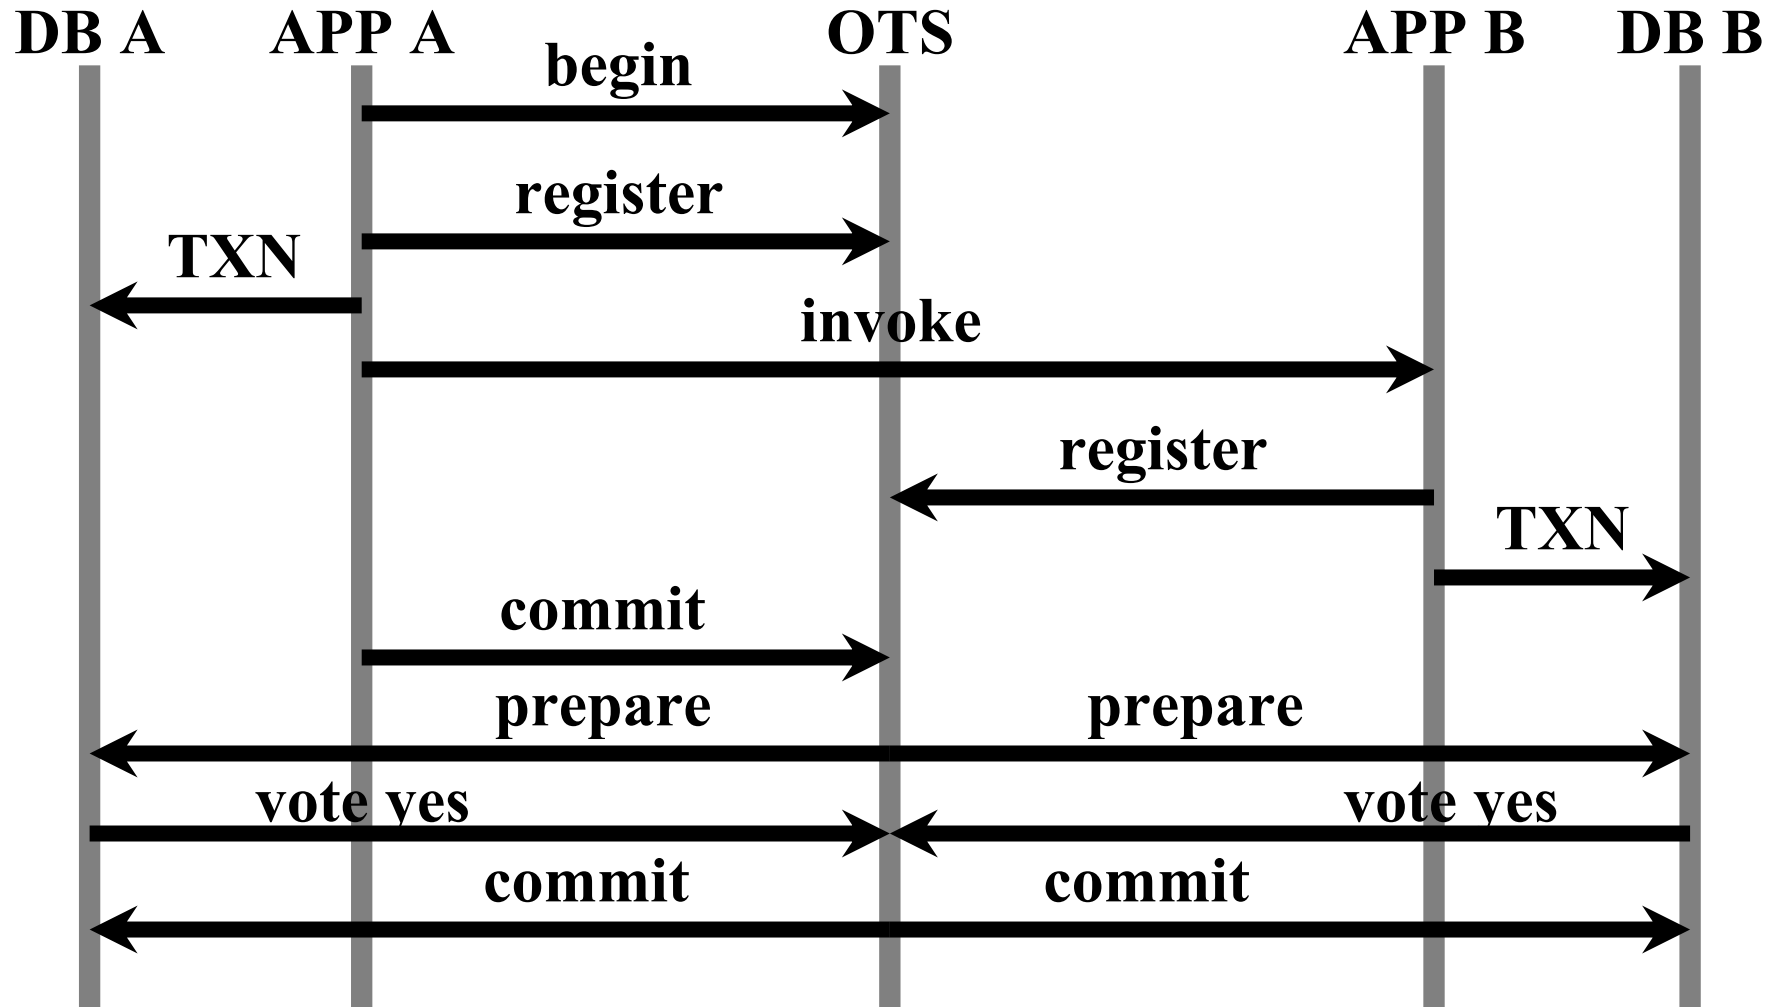 DB A APP A OTS APP B DB B
begin
register
TXN
invoke
register
TXN
commit
prepare prepare
vote yes vote yes
commit commit